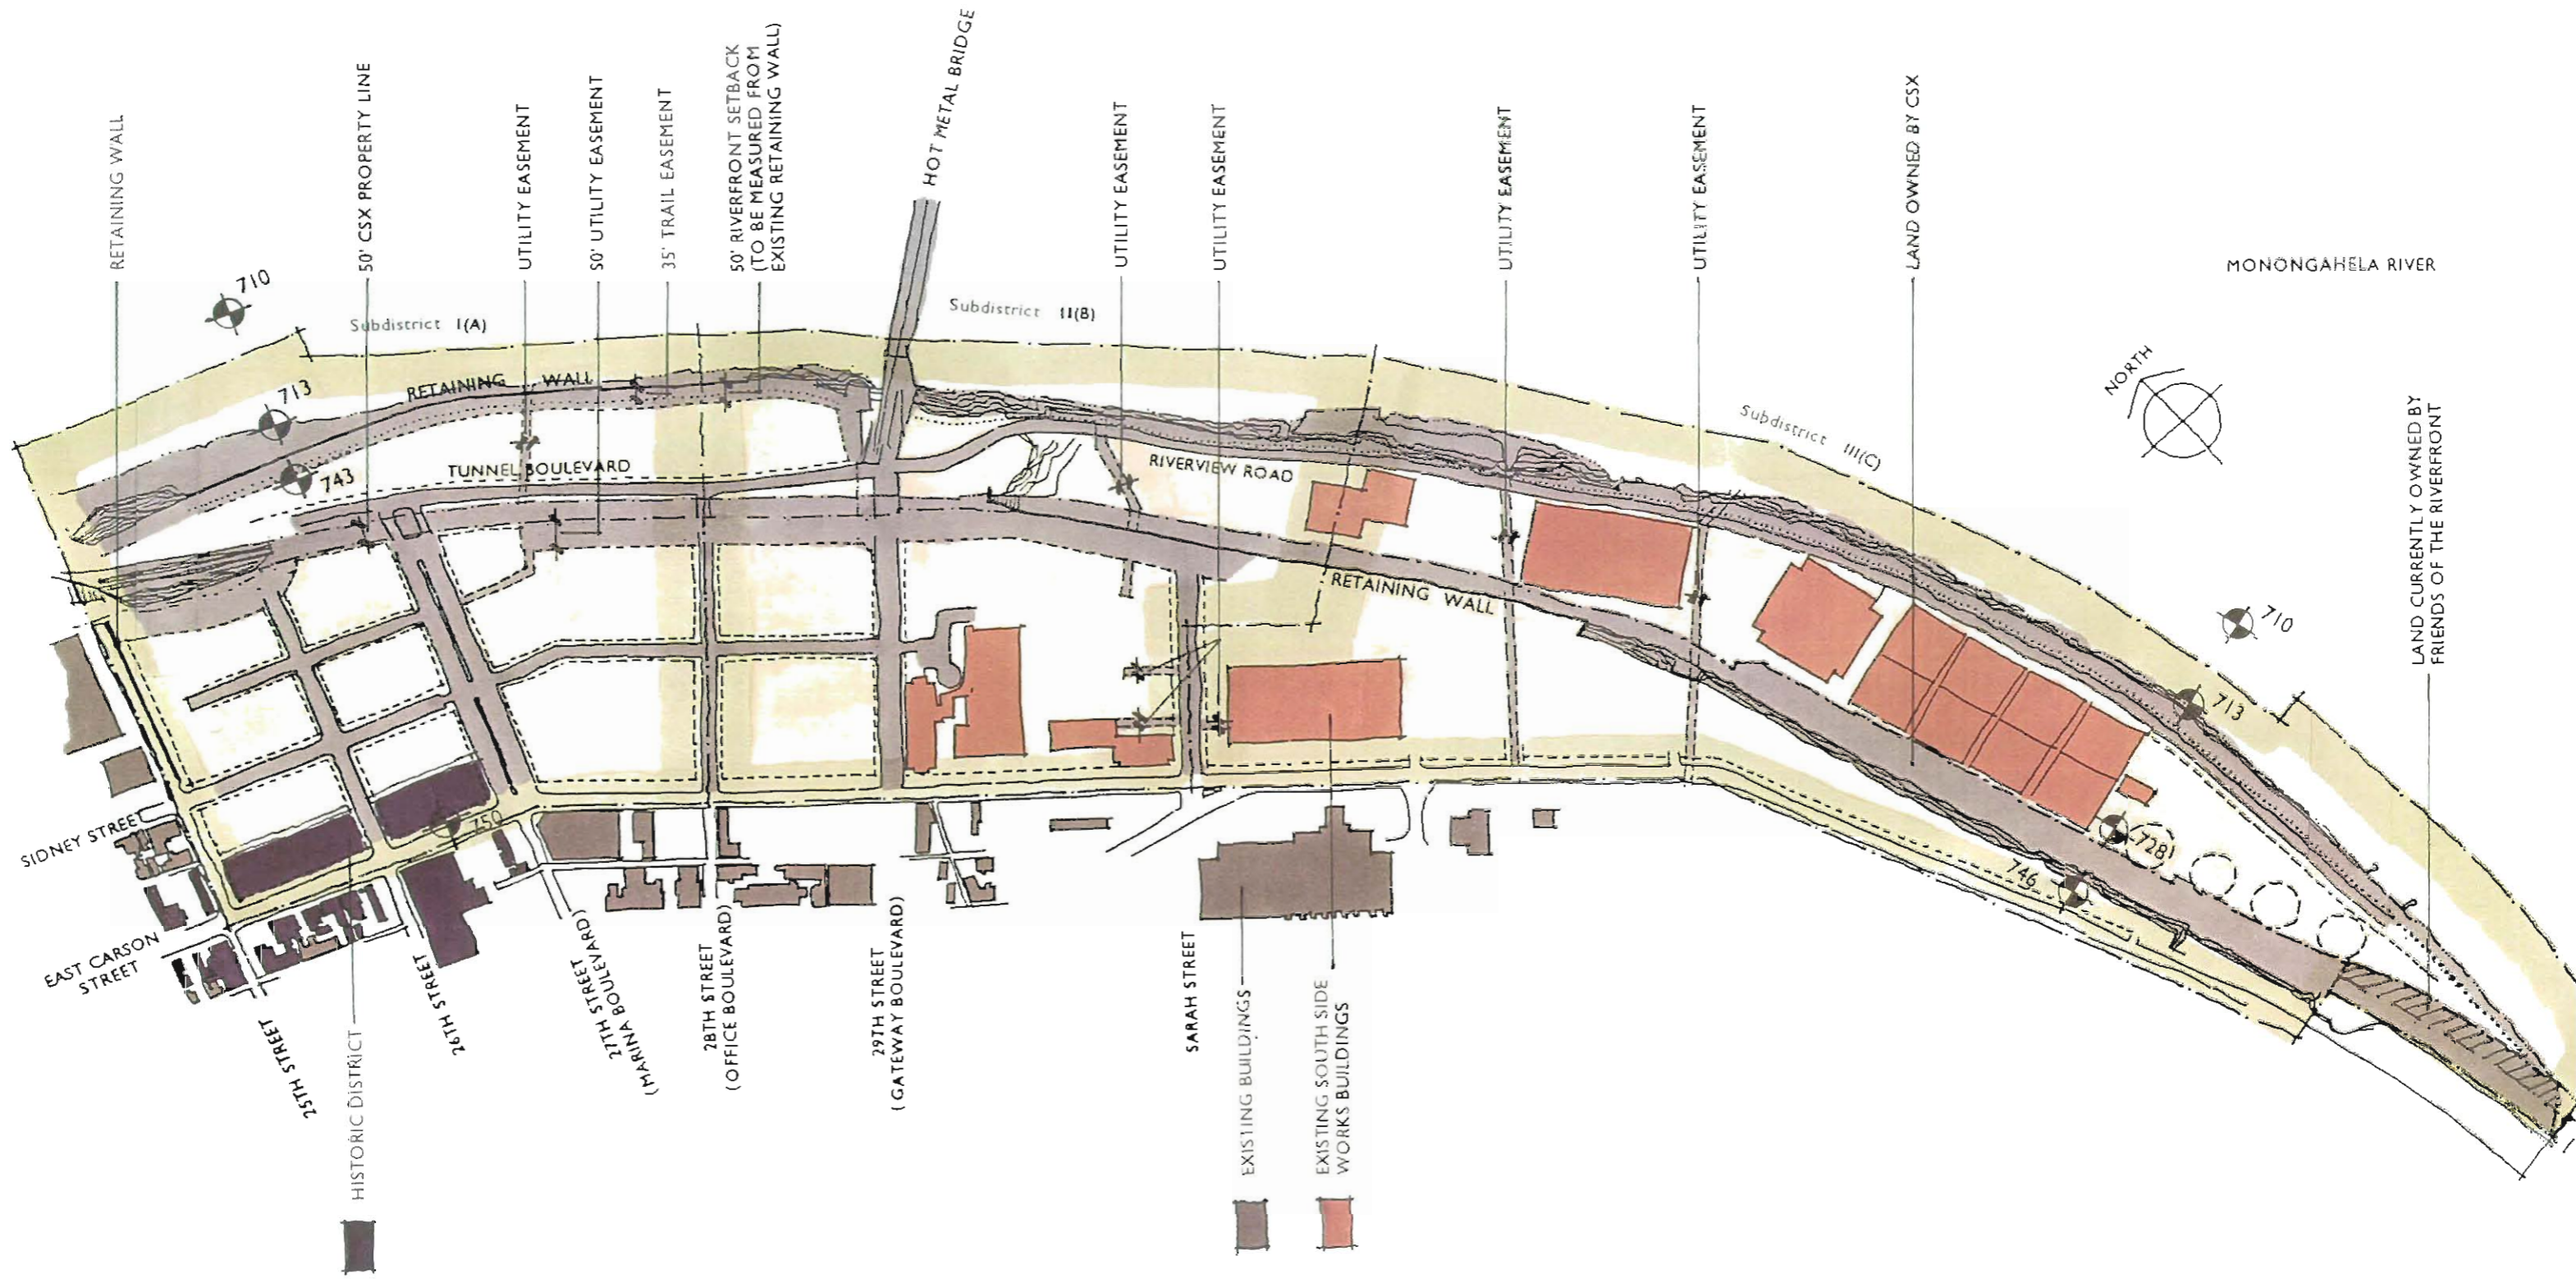 RETAINING WALL
50' CSX PROPERTY LINE
UTILITY EASEMENT
50' UTILITY EASEMENT
35' TRAIL EASEMENT
50' RIVERFRONT SETBACK
(TO BE MEASURED FROM
EXISTING RETAINING WALL)
HOT METAL BRIDGE
UTILITY EASEMENT
UTILITY EASEMENT
UTILITY EASEMENT
UTILITY EASEMENT
LAND OWNED BY CSX
MONONGAHELA RIVER
710
Subdistrict I(A)
Subdistrict II(B)
Subdistrict III(C)
NORTH
713
RETAINING WALL
743
TUNNEL BOULEVARD
RIVERVIEW ROAD
RETAINING WALL
710
713
LAND CURRENTLY OWNED BY
FRIENDS OF THE RIVERFRONT
750
728
746
SIDNEY STREET
EAST CARSON
STREET
25TH STREET
HISTORIC DISTRICT
26TH STREET
27TH STREET
(MARINA BOULEVARD)
28TH STREET
(OFFICE BOULEVARD)
29TH STREET
(GATEWAY BOULEVARD)
SARAH STREET
EXISTING BUILDINGS
EXISTING SOUTH SIDE
WORKS BUILDINGS